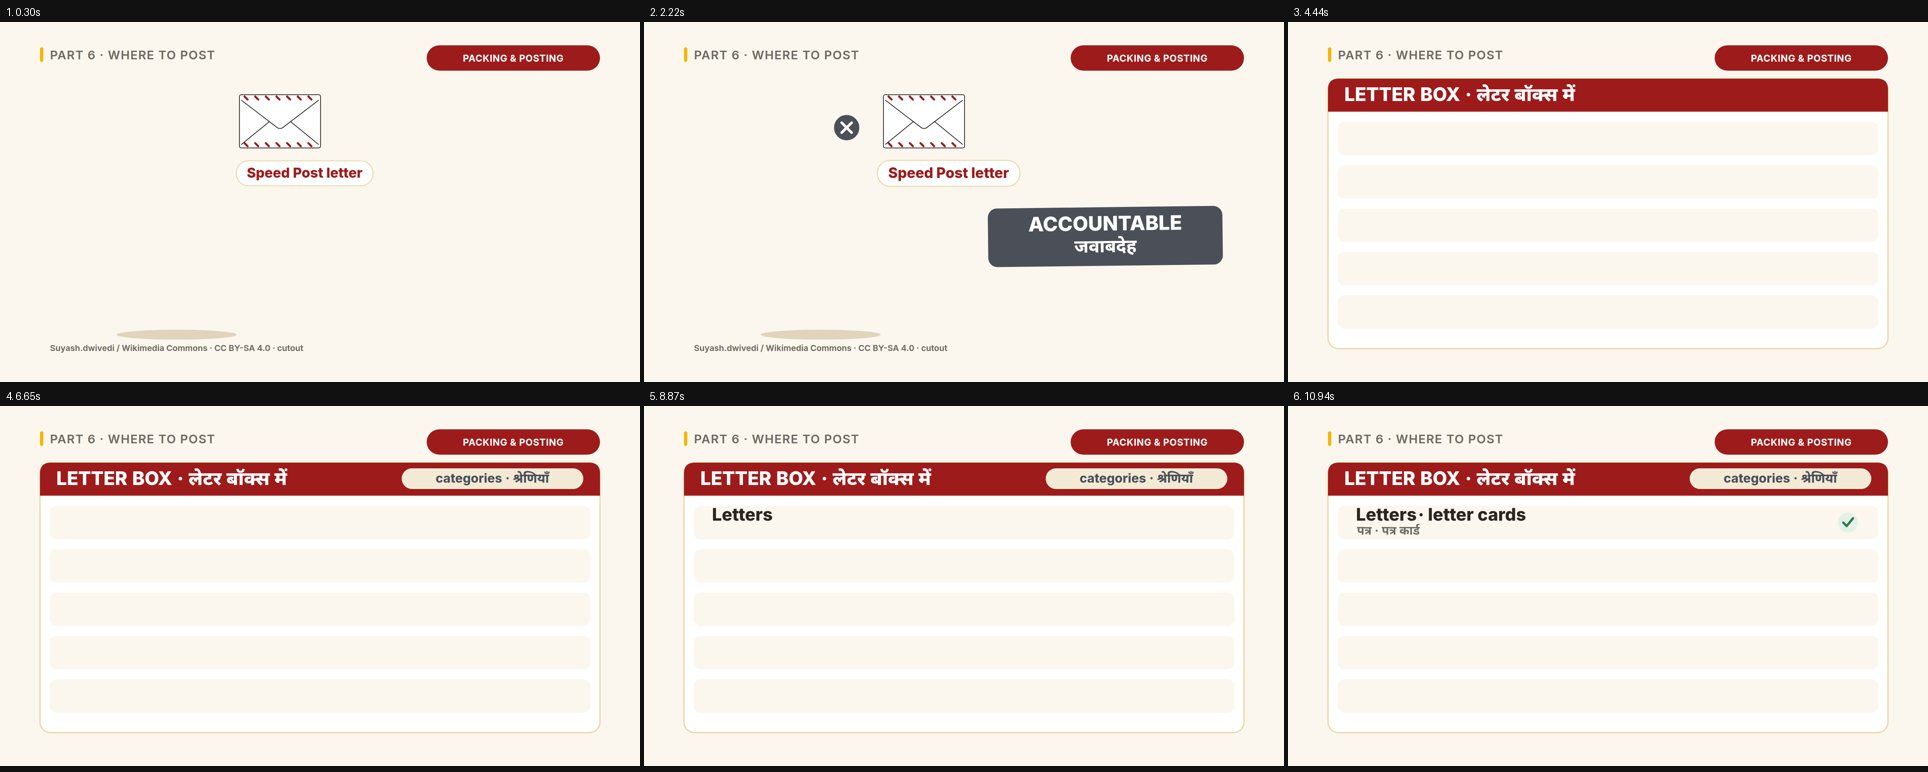 1. 0.30s
PART 6 · WHERE TO POST
PACKING & POSTING
Speed Post letter
Suyash.dwivedi / Wikimedia Commons · CC BY-SA 4.0 · cutout
2. 2.22s
PART 6 · WHERE TO POST
PACKING & POSTING
Speed Post letter
ACCOUNTABLE
जवाबदेह
Suyash.dwivedi / Wikimedia Commons · CC BY-SA 4.0 · cutout
3. 4.44s
PART 6 · WHERE TO POST
PACKING & POSTING
LETTER BOX · लेटर बॉक्स में
4. 6.65s
PART 6 · WHERE TO POST
PACKING & POSTING
LETTER BOX · लेटर बॉक्स में
categories · श्रेणियाँ
5. 8.87s
PART 6 · WHERE TO POST
PACKING & POSTING
LETTER BOX · लेटर बॉक्स में
categories · श्रेणियाँ
Letters
6. 10.94s
PART 6 · WHERE TO POST
PACKING & POSTING
LETTER BOX · लेटर बॉक्स में
categories · श्रेणियाँ
Letters · letter cards
पत्र · पत्र कार्ड